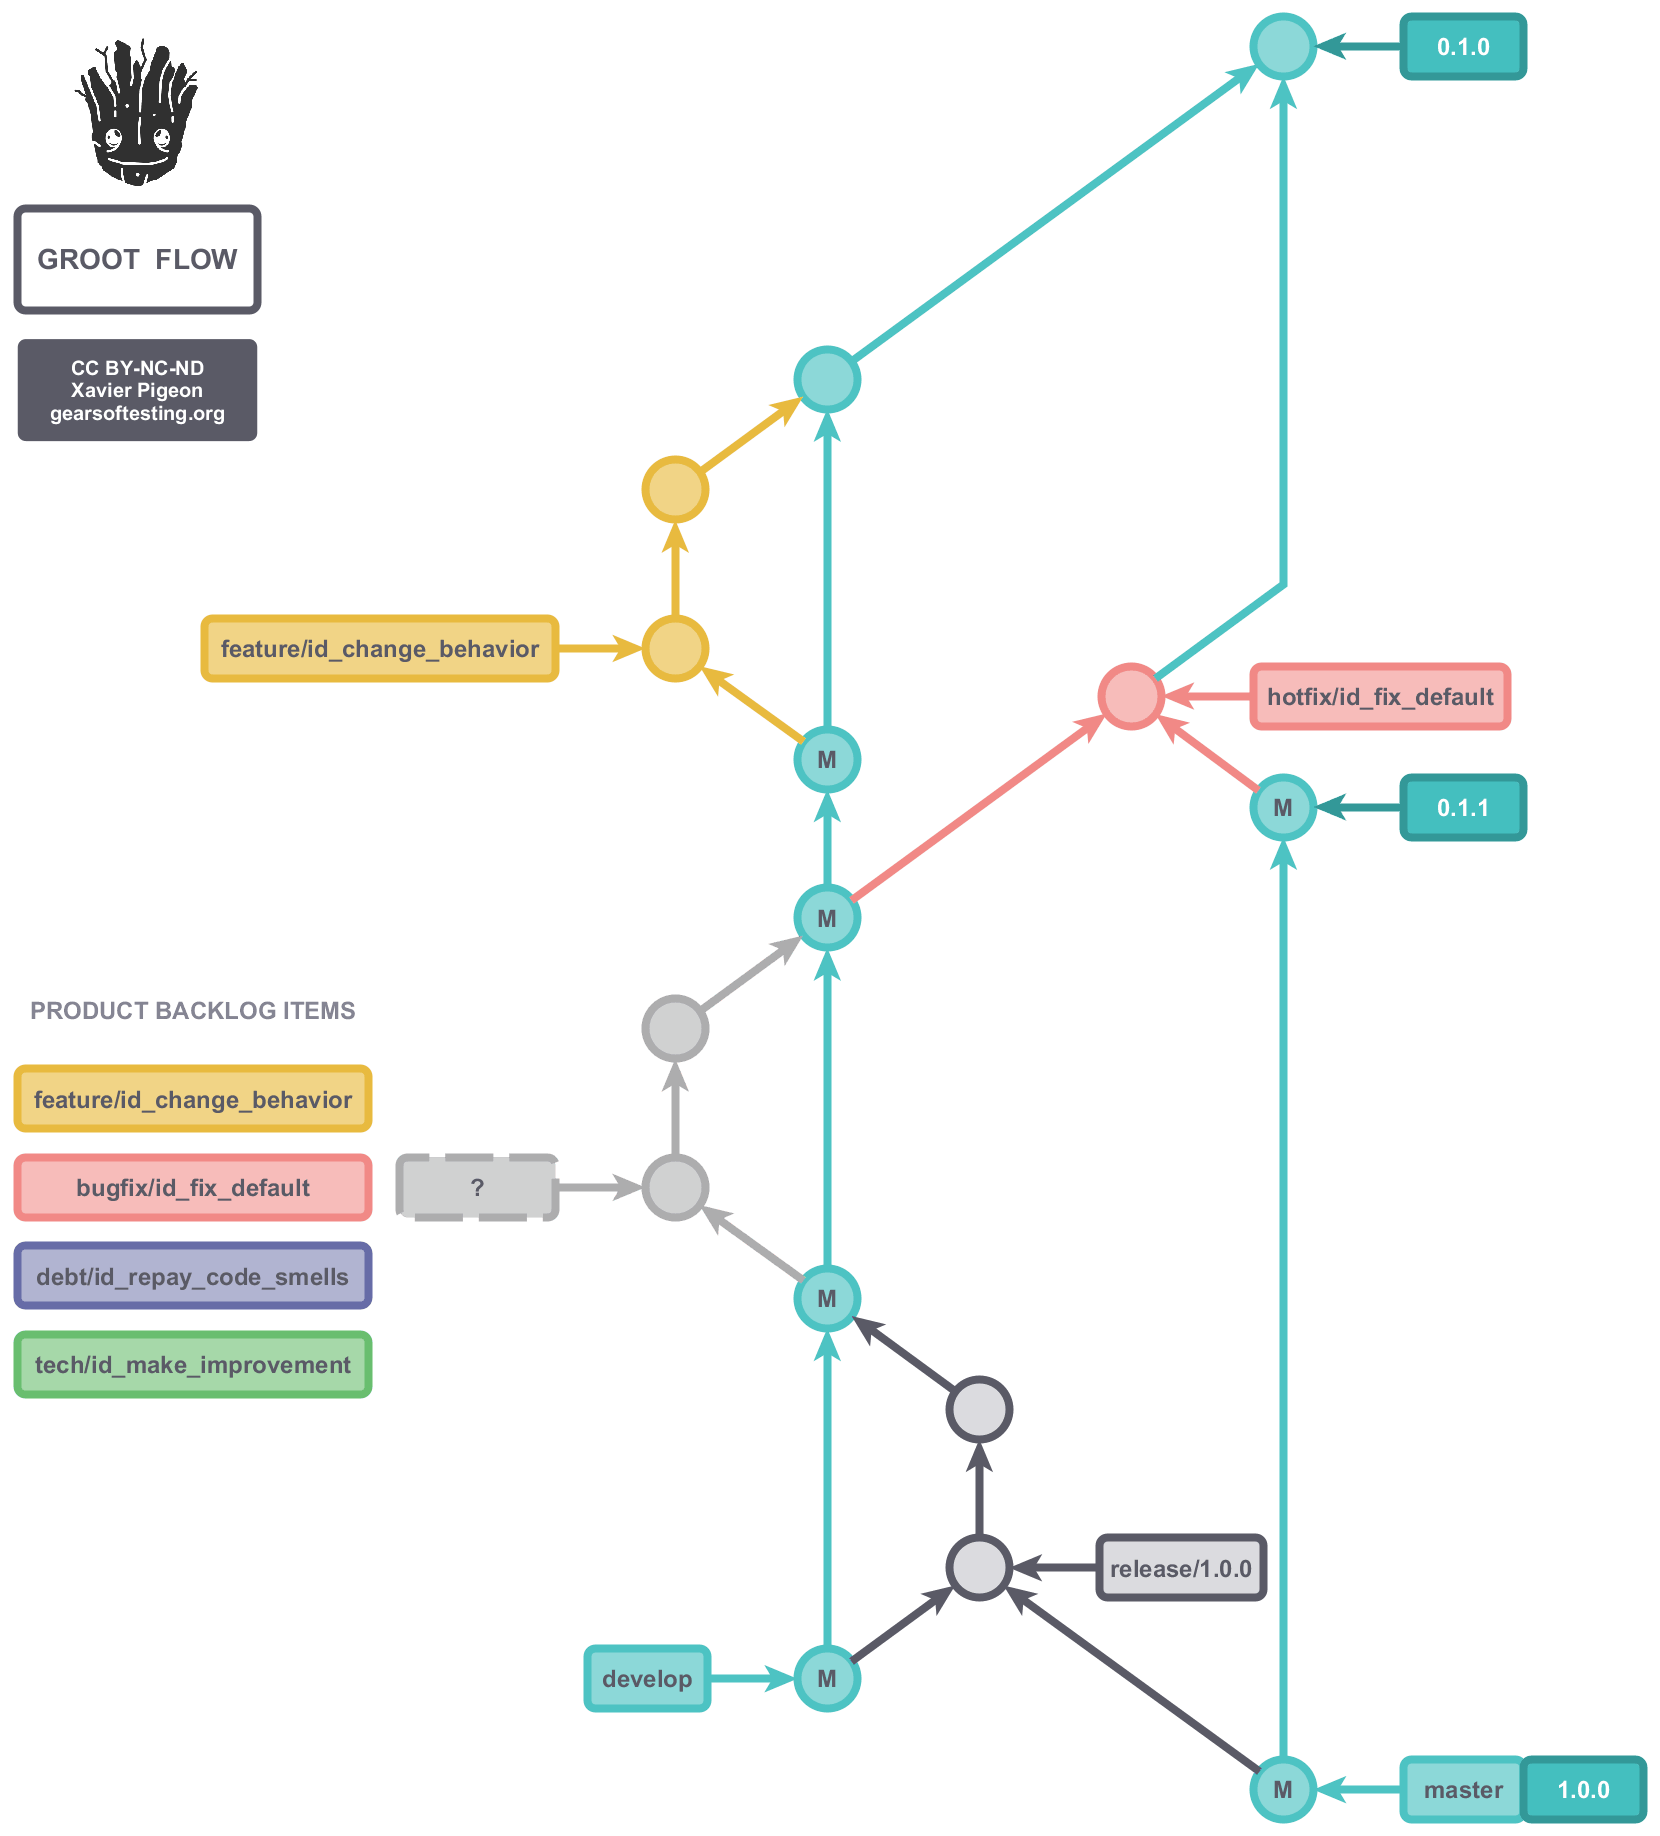 0.1.0
GROOT FLOW
CC BY-NC-ND
Xavier Pigeon
gearsoftesting.org
feature/id_change_behavior
hotfix/id_fix_default
M
M
0.1.1
M
PRODUCT BACKLOG ITEMS
feature/id_change_behavior
bugfix/id_fix_default
?
debt/id_repay_code_smells
M
tech/id_make_improvement
release/1.0.0
develop
M
M
master
1.0.0